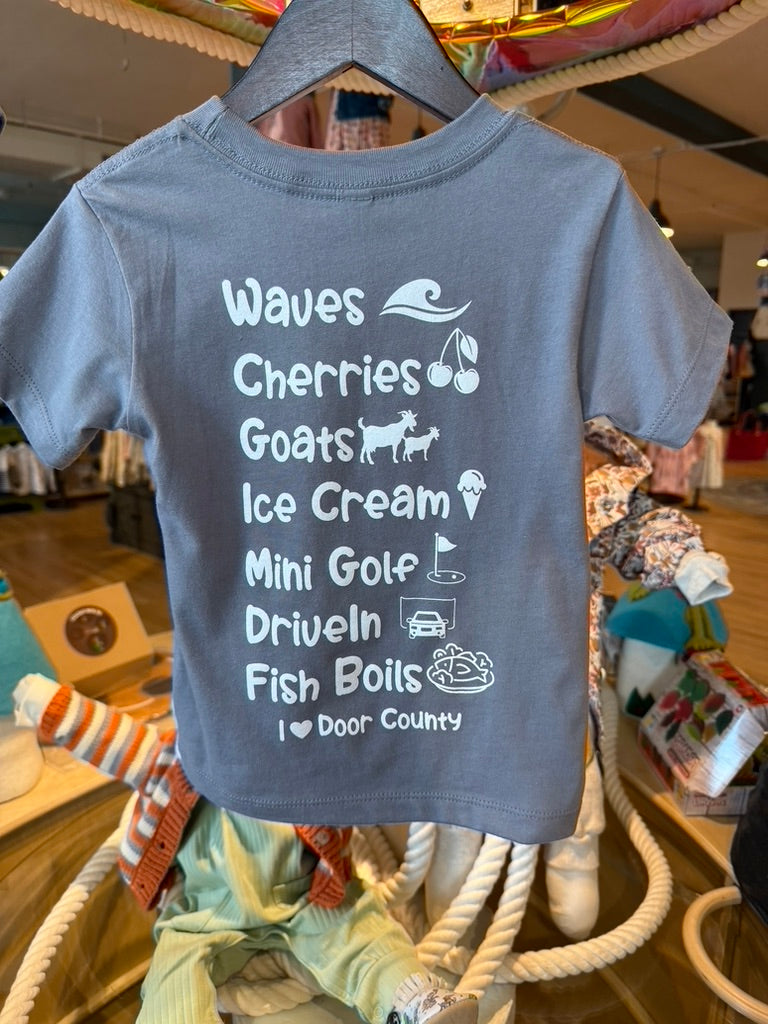 Waves
Cherries
Goats
Ice Cream
Mini Golf
DriveIn
Fish Boils
I ♥ Door County